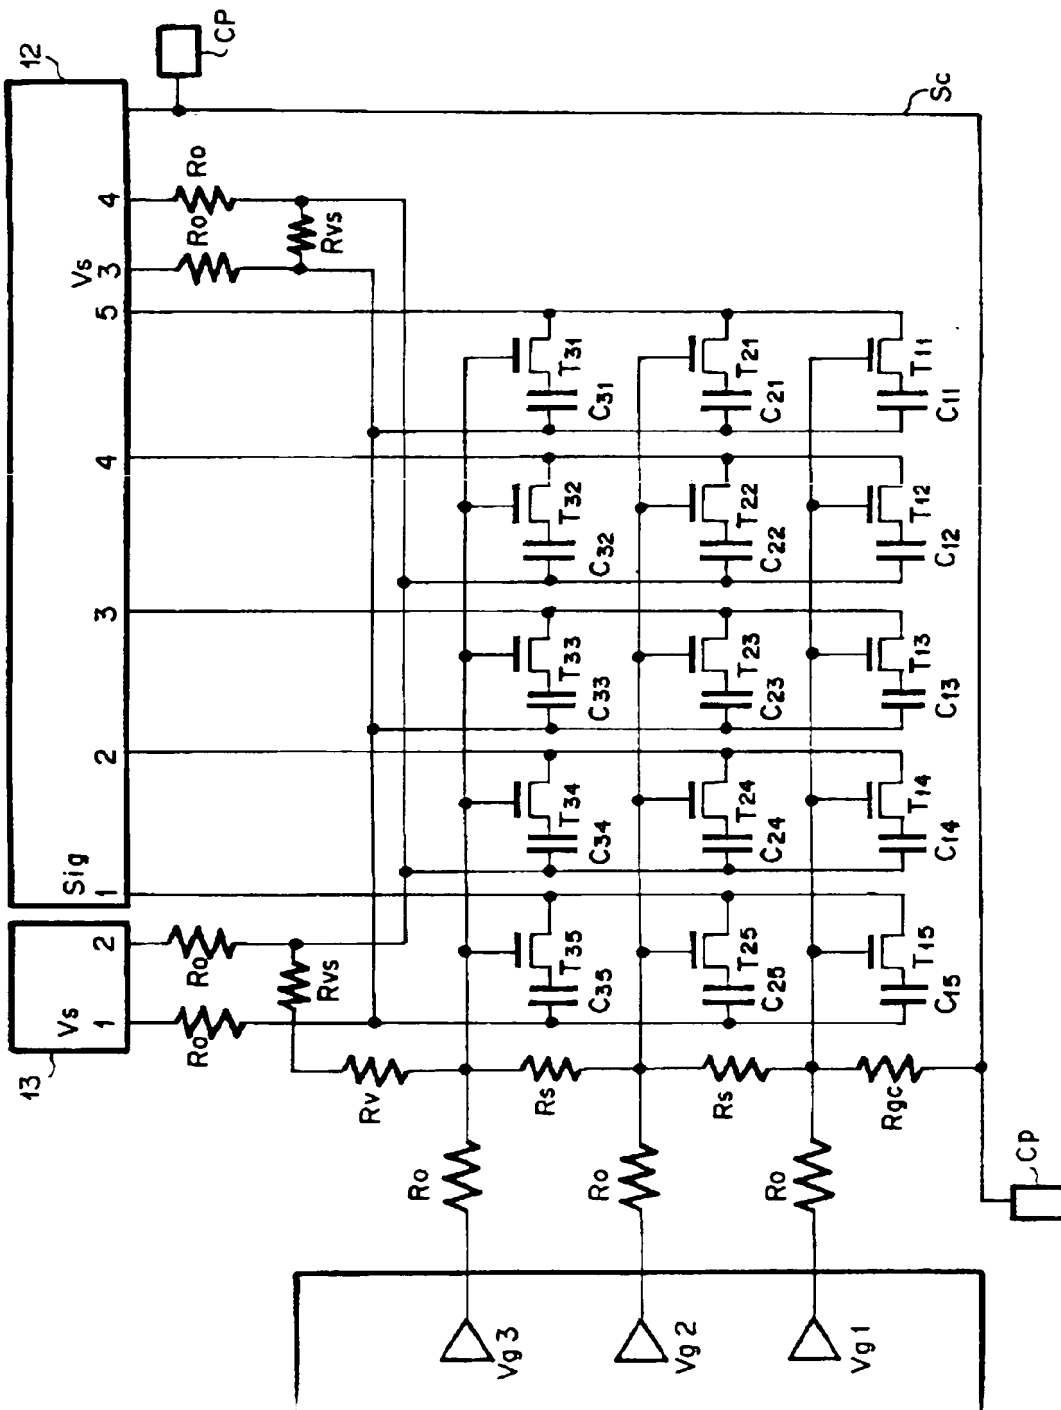 12
CP
Sc
Sig
1
2
3
4
5
Vs
3
4
Ro
Ro
Rvs
13
Vs
1
2
Ro
Ro
Rvs
Rv
Rs
Rs
Rgc
Ro
Ro
Ro
Vg3
Vg2
Vg1
Cp
T35
C35
T34
C34
T33
C33
T32
C32
T31
C31
T25
C25
T24
C24
T23
C23
T22
C22
T21
C21
T15
C15
T14
C14
T13
C13
T12
C12
T11
C11